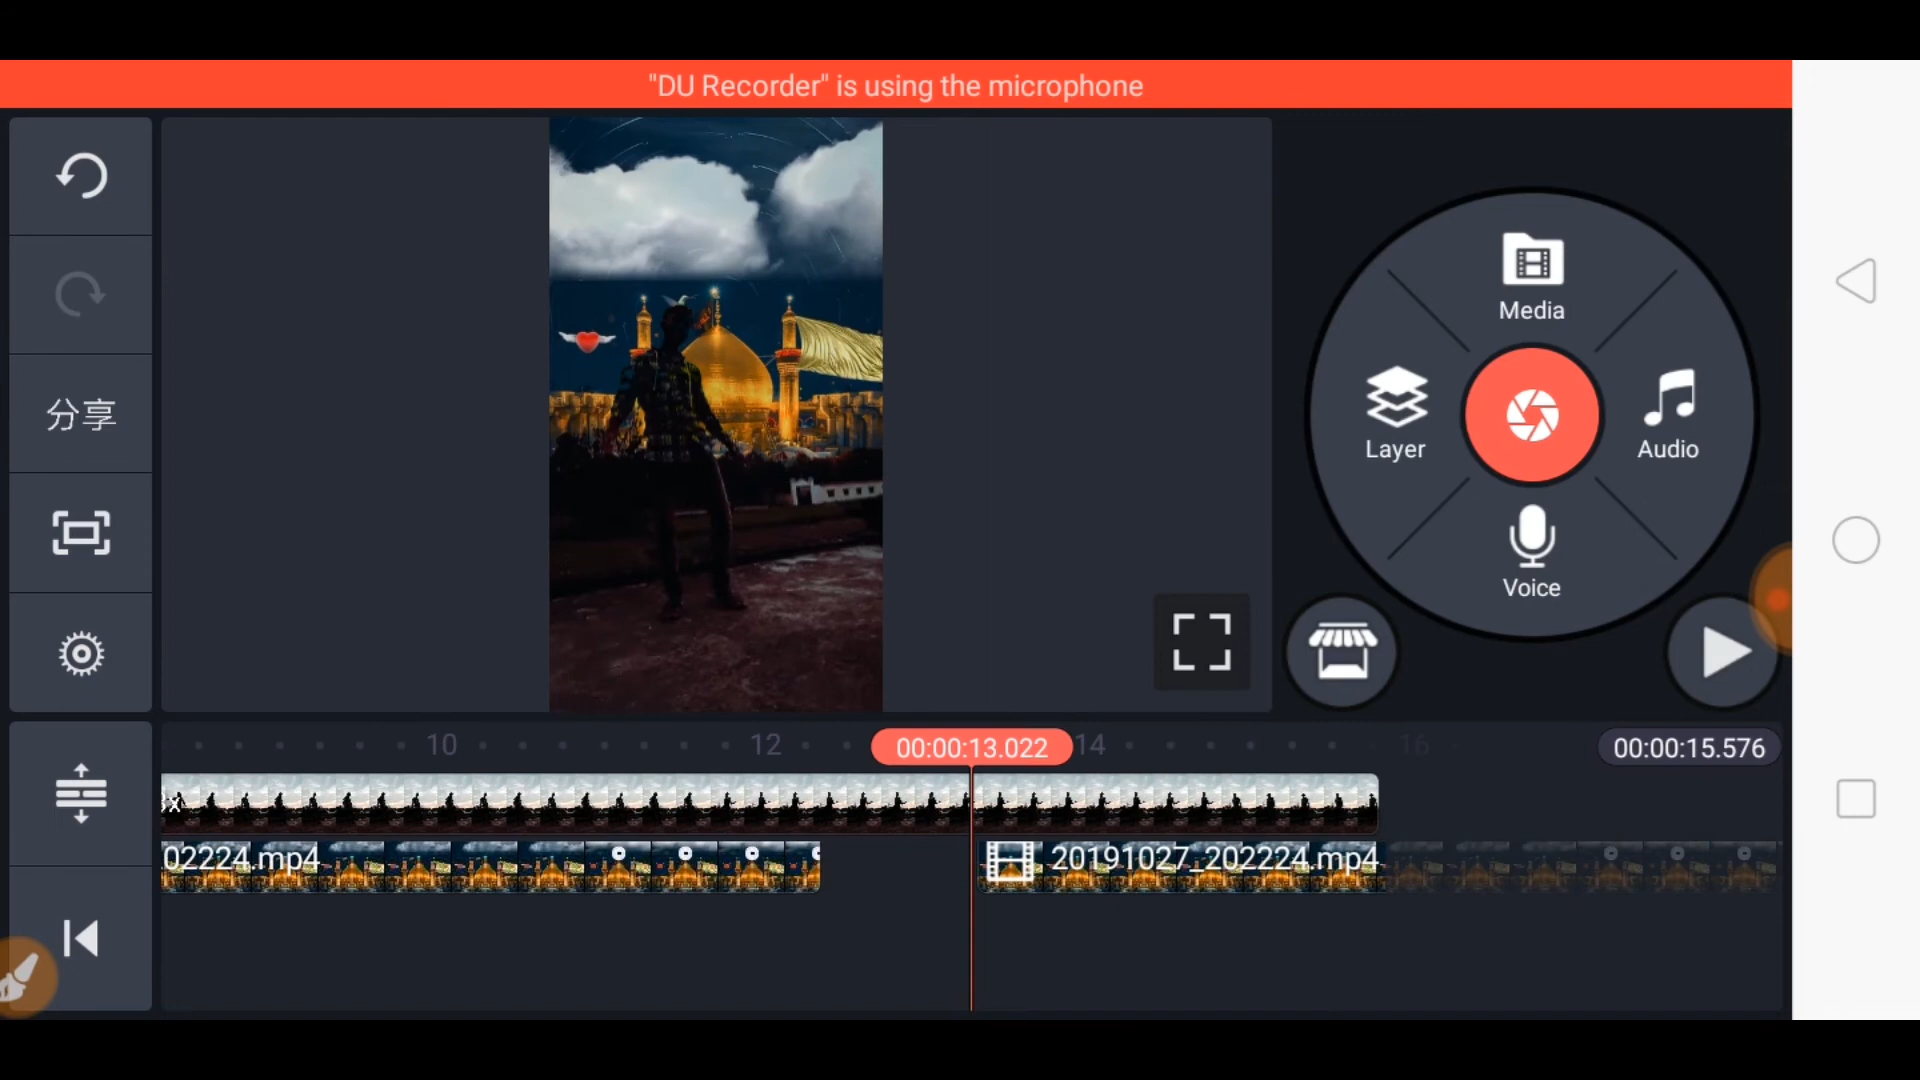 "DU Recorder" is using the microphone
Media
Layer
Audio
Voice
分享
10
12
00:00:13.022
14
16
00:00:15.576
02224.mp4
20191027_202224.mp4